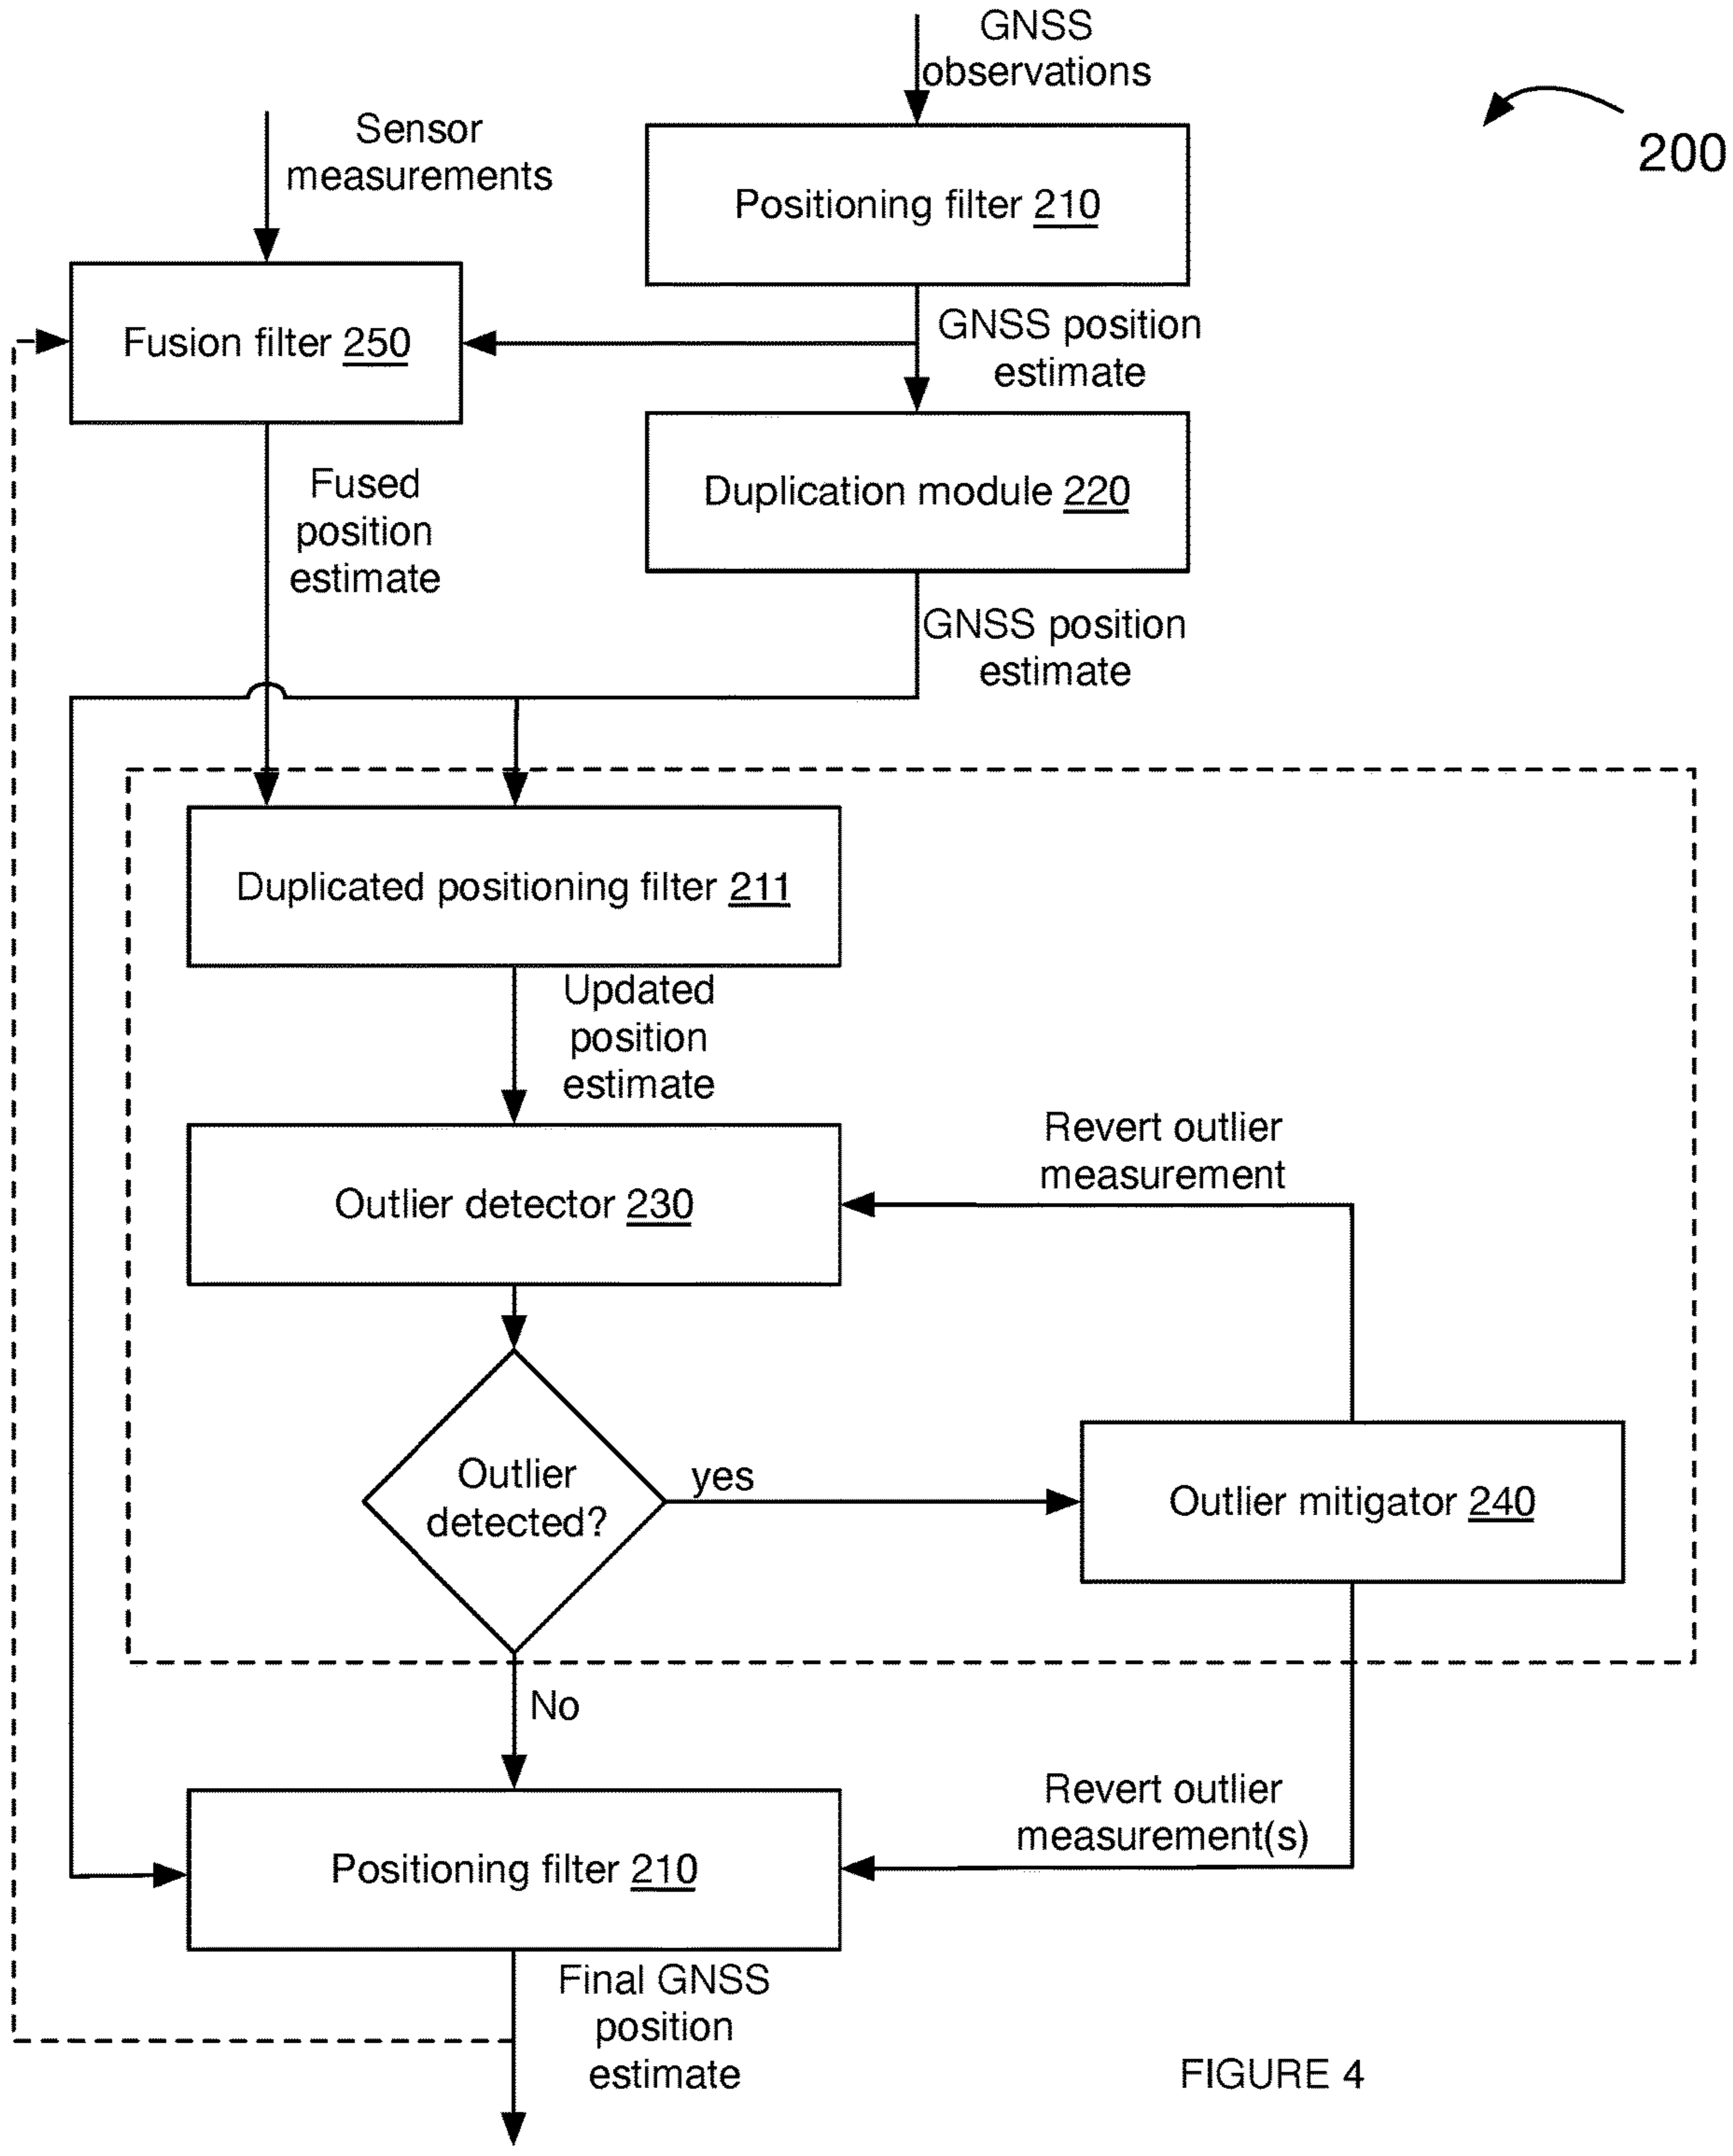 GNSS
observations
200
Sensor
measurements
Positioning filter 210
Fusion filter 250
GNSS position
estimate
Duplication module 220
Fused
position
estimate
GNSS position
estimate
Duplicated positioning filter 211
Updated
position
estimate
Revert outlier
measurement
Outlier detector 230
Outlier
detected?
yes
Outlier mitigator 240
No
Revert outlier
measurement(s)
Positioning filter 210
Final GNSS
position
estimate
FIGURE 4